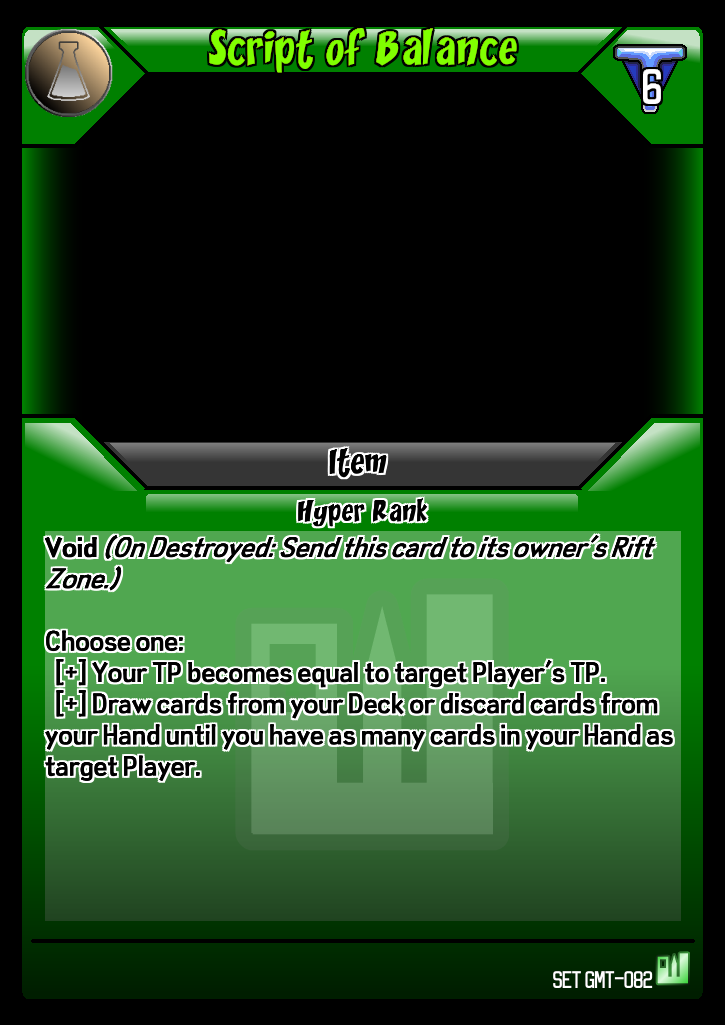 Script of Balance
6
Item
Hyper Rank
Void (On Destroyed: Send this card to its owner's Rift
Zone.)
Choose one:
[+] Your TP becomes equal to target Player's TP.
[+] Draw cards from your Deck or discard cards from
your Hand until you have as many cards in your Hand as
target Player.
SET GMT-082